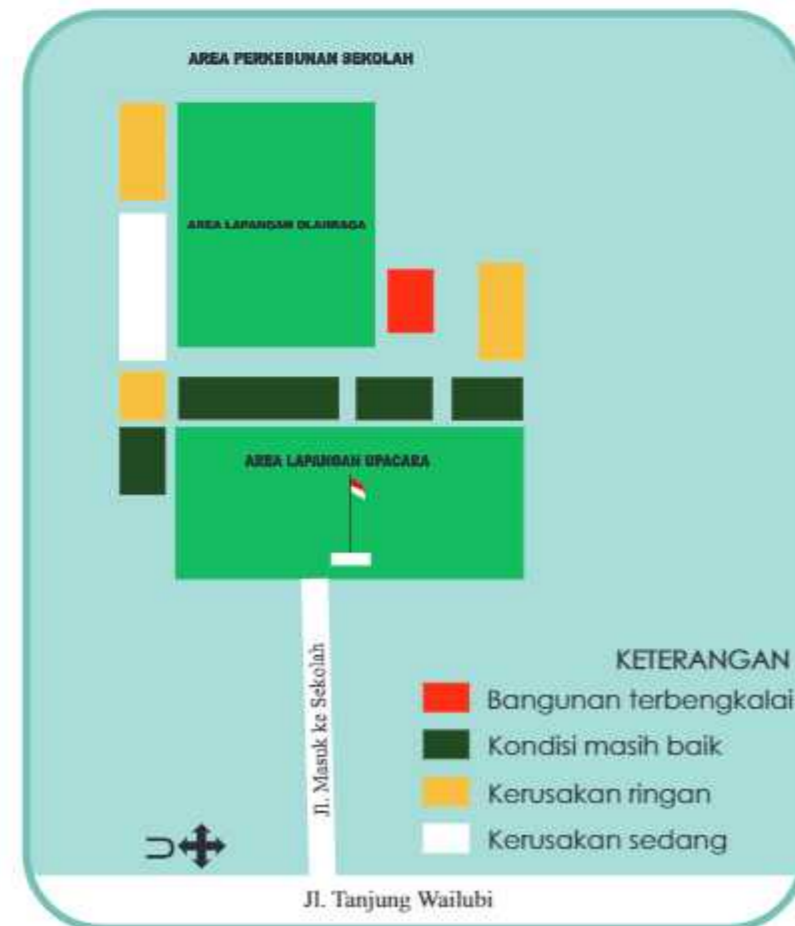 AREA PERKEBUNAN SEKOLAH
AREA LAPANGAN OLAHRAGA
AREA LAPANGAN UPACARA
Jl. Masuk ke Sekolah
KETERANGAN
Bangunan terbengkalai
Kondisi masih baik
Kerusakan ringan
Kerusakan sedang
U
Jl. Tanjung Wailubi